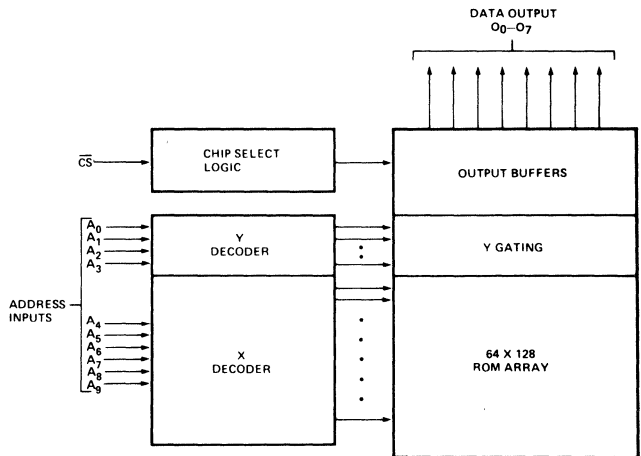 DATA OUTPUT
O0–O7
CS
CHIP SELECT
LOGIC
OUTPUT BUFFERS
A0
A1
A2
A3
Y
DECODER
Y GATING
ADDRESS
INPUTS
A4
A5
A6
A7
A8
A9
X
DECODER
64 X 128
ROM ARRAY